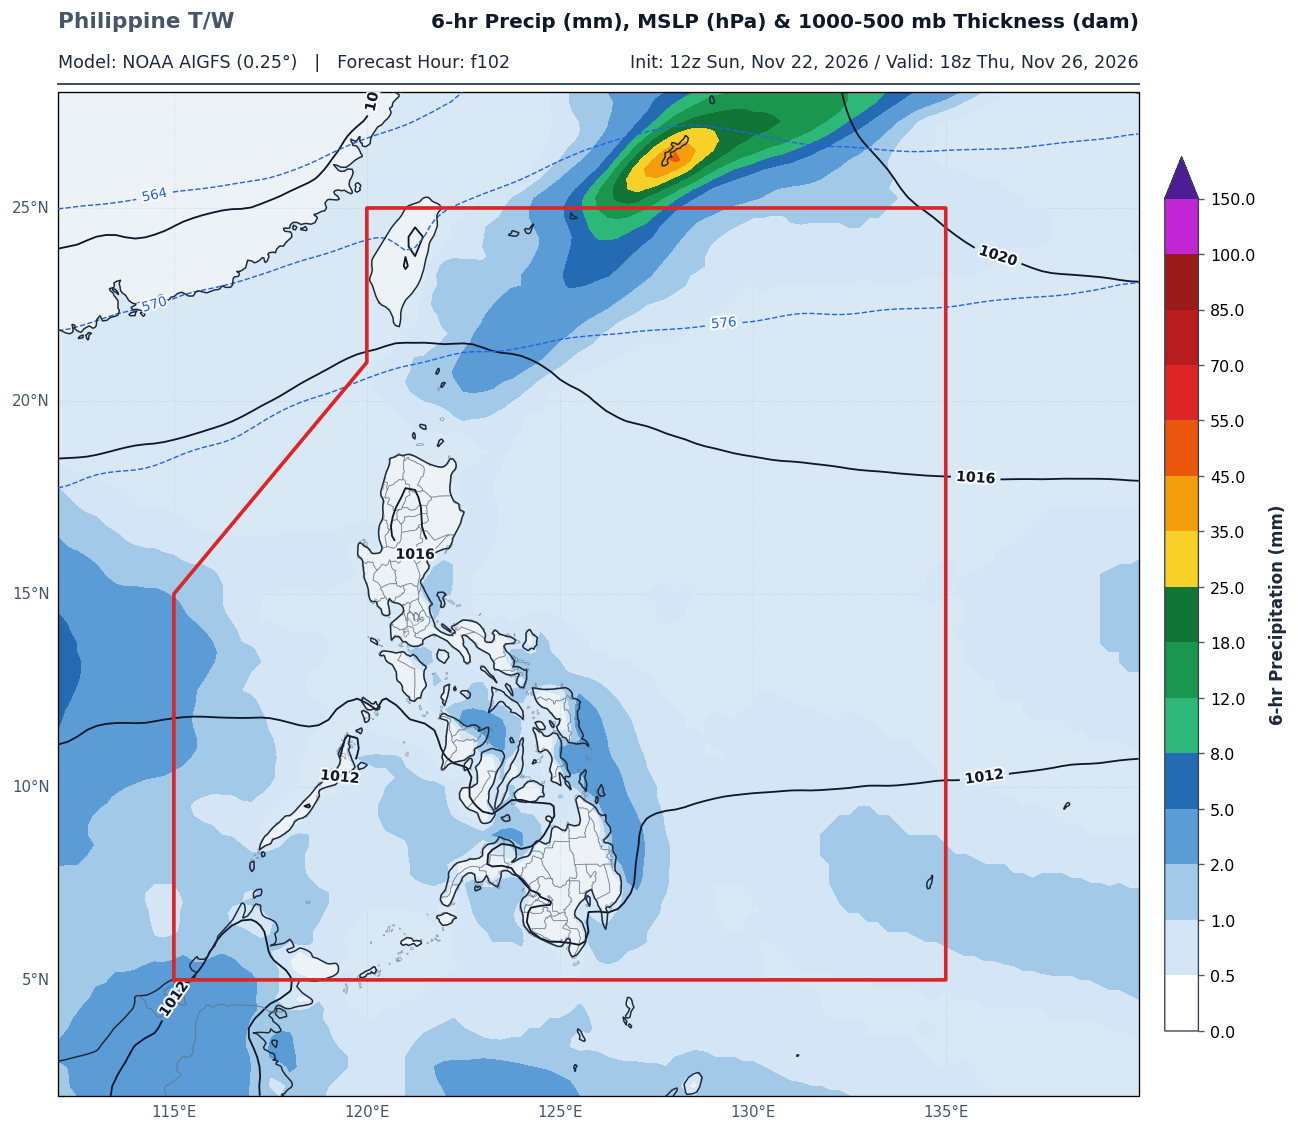 Philippine T/W
6-hr Precip (mm), MSLP (hPa) & 1000-500 mb Thickness (dam)
Model: NOAA AIGFS (0.25°) | Forecast Hour: f102
Init: 12z Sun, Nov 22, 2026 / Valid: 18z Thu, Nov 26, 2026
10
564
25°N
1020
570
576
20°N
1016
1016
15°N
1012
1012
10°N
5°N
1012
115°E
120°E
125°E
130°E
135°E
150.0
100.0
85.0
70.0
55.0
45.0
35.0
25.0
18.0
12.0
8.0
5.0
2.0
1.0
0.5
0.0
6-hr Precipitation (mm)